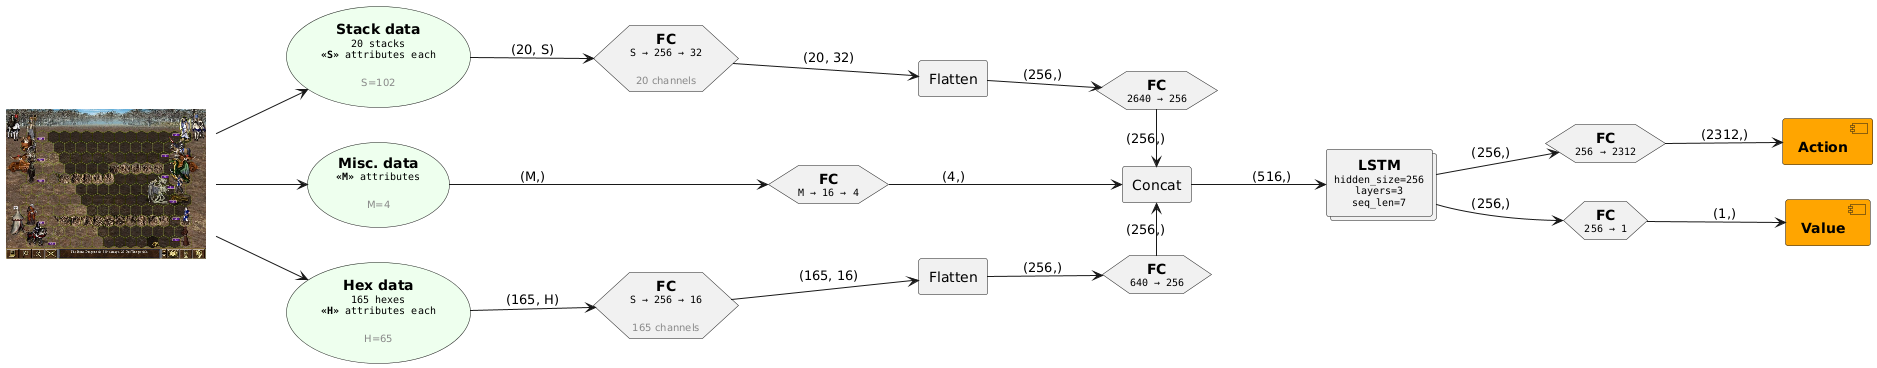 Stack data
20 stacks
«S» attributes each
S=102
(20, S)
FC
S → 256 → 32
20 channels
(20, 32)
Flatten
(256,)
FC
2640 → 256
(256,)
Misc. data
«M» attributes
M=4
(M,)
FC
M → 16 → 4
(4,)
Concat
(516,)
LSTM
hidden_size=256
layers=3
seq_len=7
(256,)
FC
256 → 2312
(2312,)
Action
(256,)
FC
256 → 1
(1,)
Value
Hex data
165 hexes
«H» attributes each
H=65
(165, H)
FC
S → 256 → 16
165 channels
(165, 16)
Flatten
(256,)
FC
640 → 256
(256,)